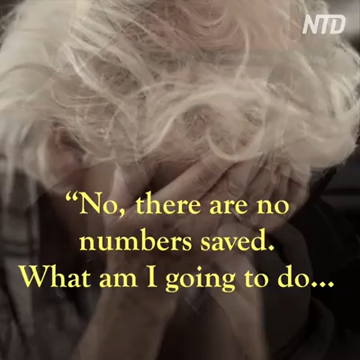 NTD
“No, there are no
numbers saved.
What am I going to do...